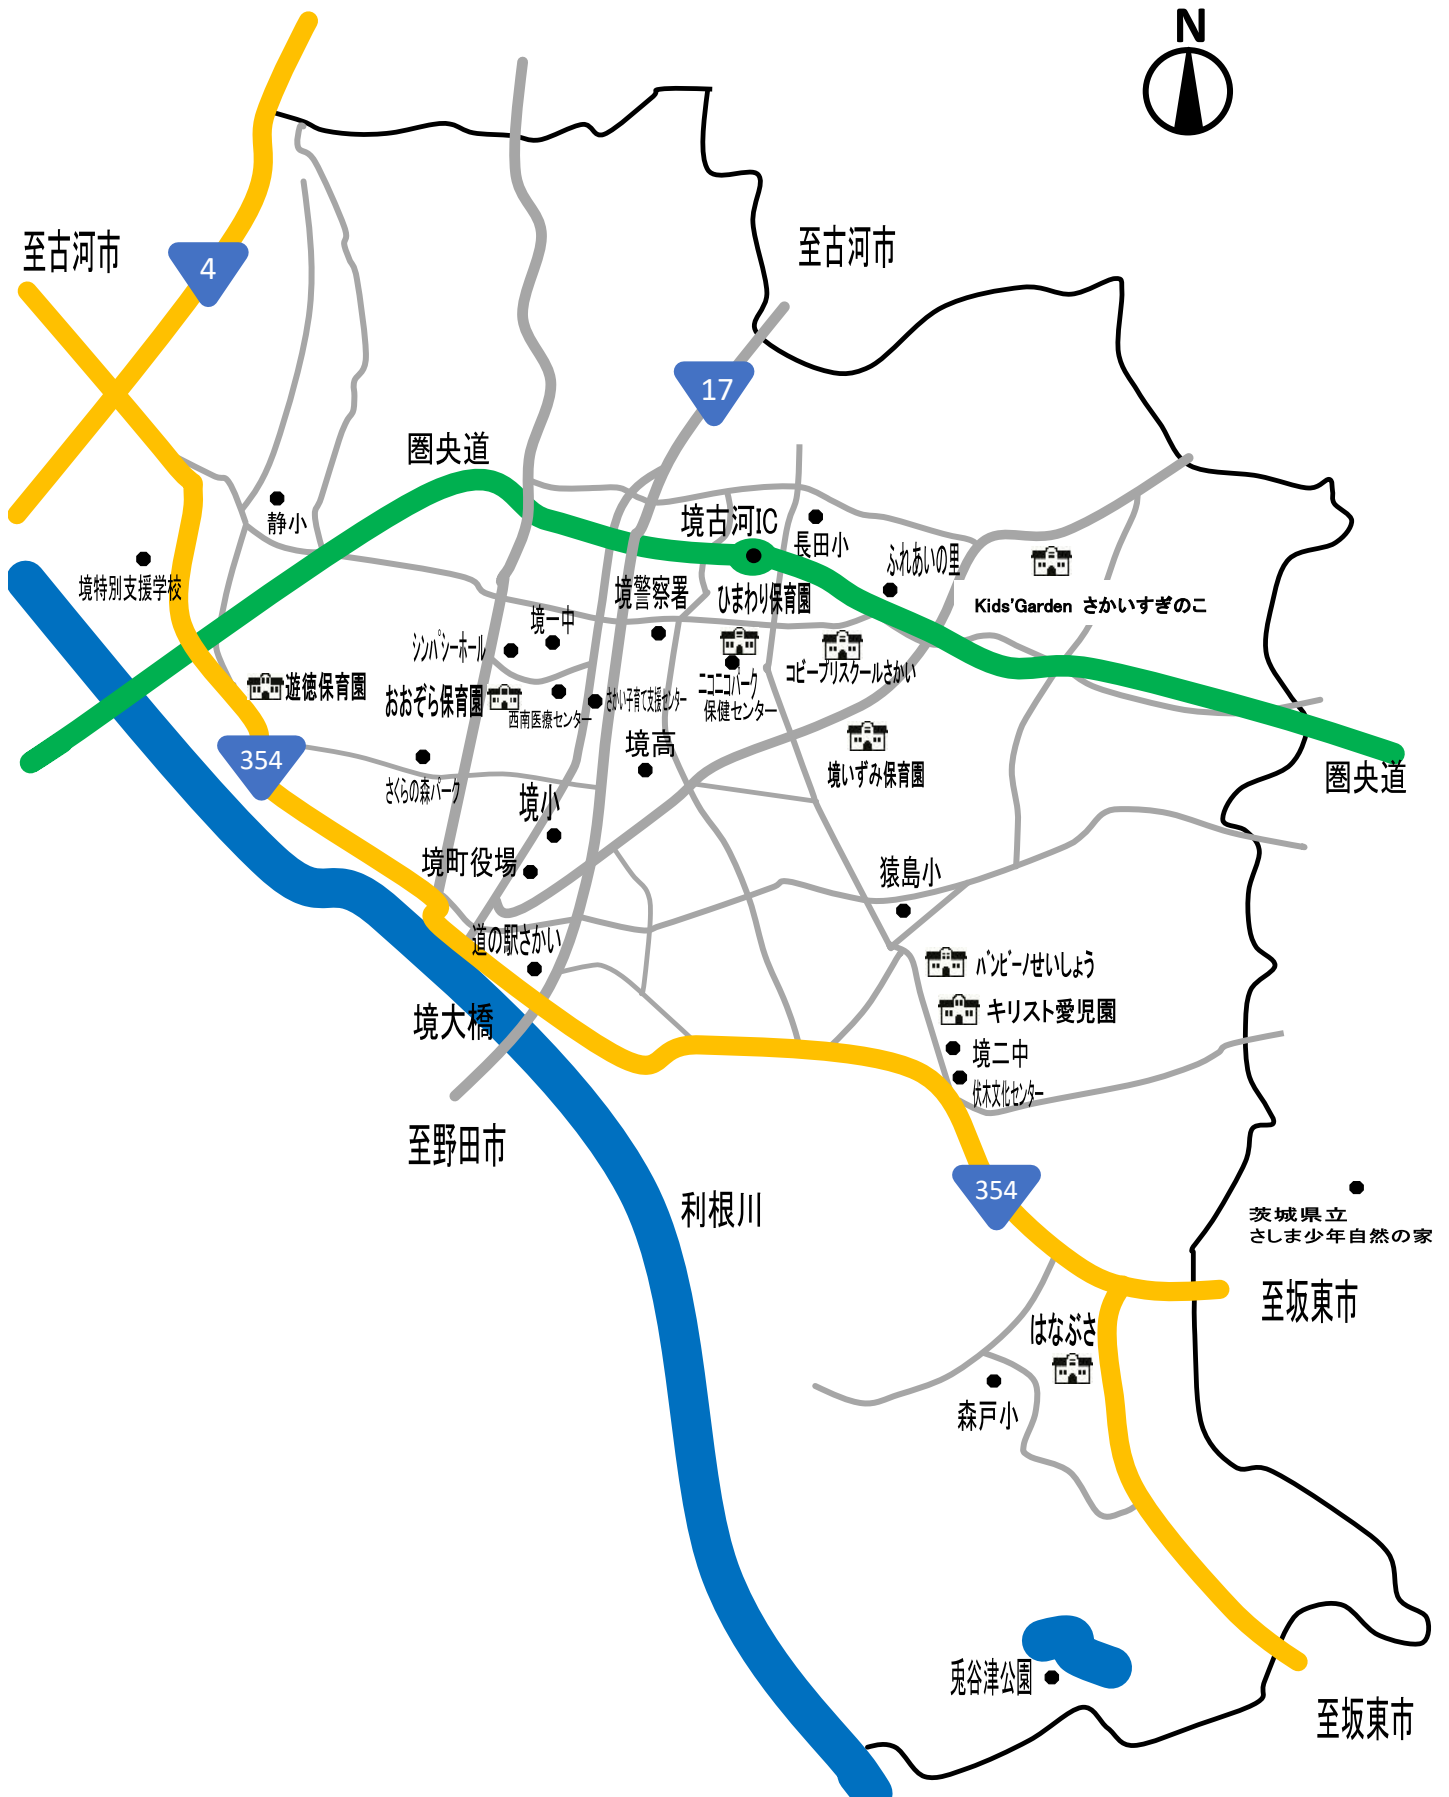 N
至古河市
4
至古河市
17
圏央道
静小
境古河IC
長田小
ふれあいの里
境特別支援学校
境警察署
ひまわり保育園
Kids'Garden さかいすぎのこ
境一中
シンパシーホール
コビープリスクールさかい
ニコニコパーク
保健センター
遊徳保育園
おおぞら保育園
さかい子育て支援センター
西南医療センター
境高
354
さくらの森パーク
境いずみ保育園
圏央道
境小
境町役場
猿島小
道の駅さかい
バンビーノせいしょう
キリスト愛児園
境大橋
境二中
伏木文化センター
至野田市
354
利根川
茨城県立
さしま少年自然の家
至坂東市
はなぶさ
森戸小
兎谷津公園
至坂東市